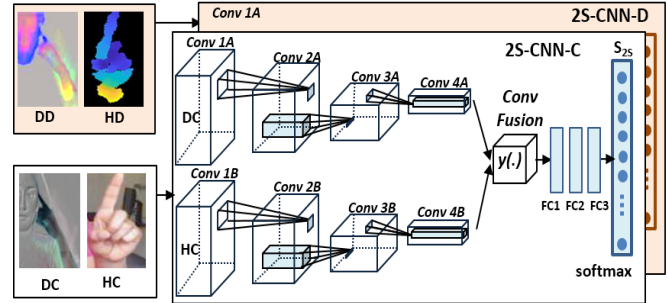 Conv 1A
2S-CNN-D
2S-CNN-C
S2S
Conv 1A
Conv 2A
Conv 3A
Conv 4A
DC
Conv
Fusion
y(.)
DD
HD
Conv 1B
Conv 2B
Conv 3B
Conv 4B
HC
FC1
FC2
FC3
softmax
DC
HC